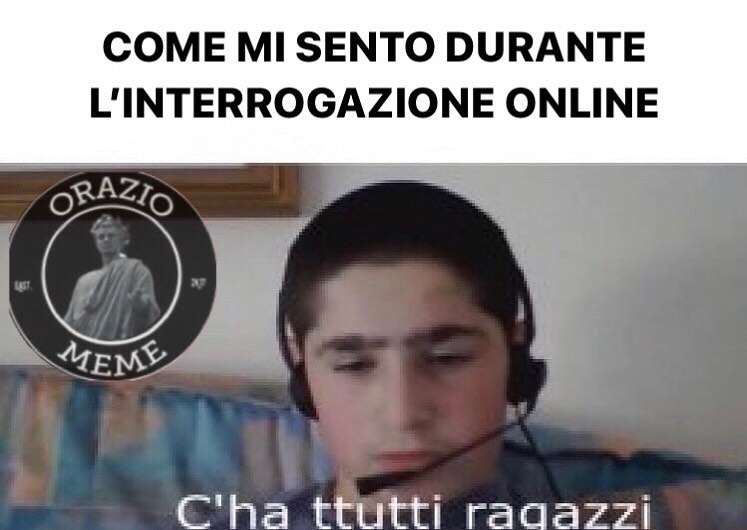 COME MI SENTO DURANTE
L’INTERROGAZIONE ONLINE
ORAZIO
MEME
C'ha ttutti ragazzi